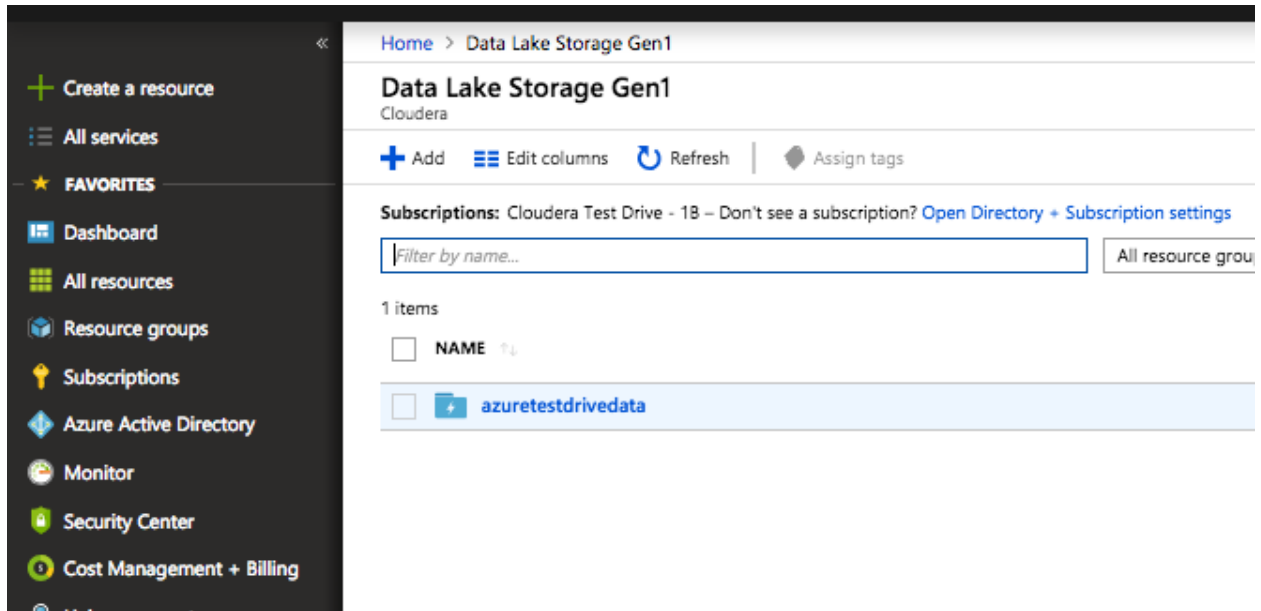 «
Create a resource
All services
FAVORITES
Dashboard
All resources
Resource groups
Subscriptions
Azure Active Directory
Monitor
Security Center
Cost Management + Billing
Home > Data Lake Storage Gen1
Data Lake Storage Gen1
Cloudera
Add Edit columns Refresh Assign tags
Subscriptions: Cloudera Test Drive - 1B – Don't see a subscription? Open Directory + Subscription settings
Filter by name... All resource grou
1 items
NAME ↑↓
azuretestdrivedata